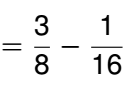 = 3/8 − 1/16